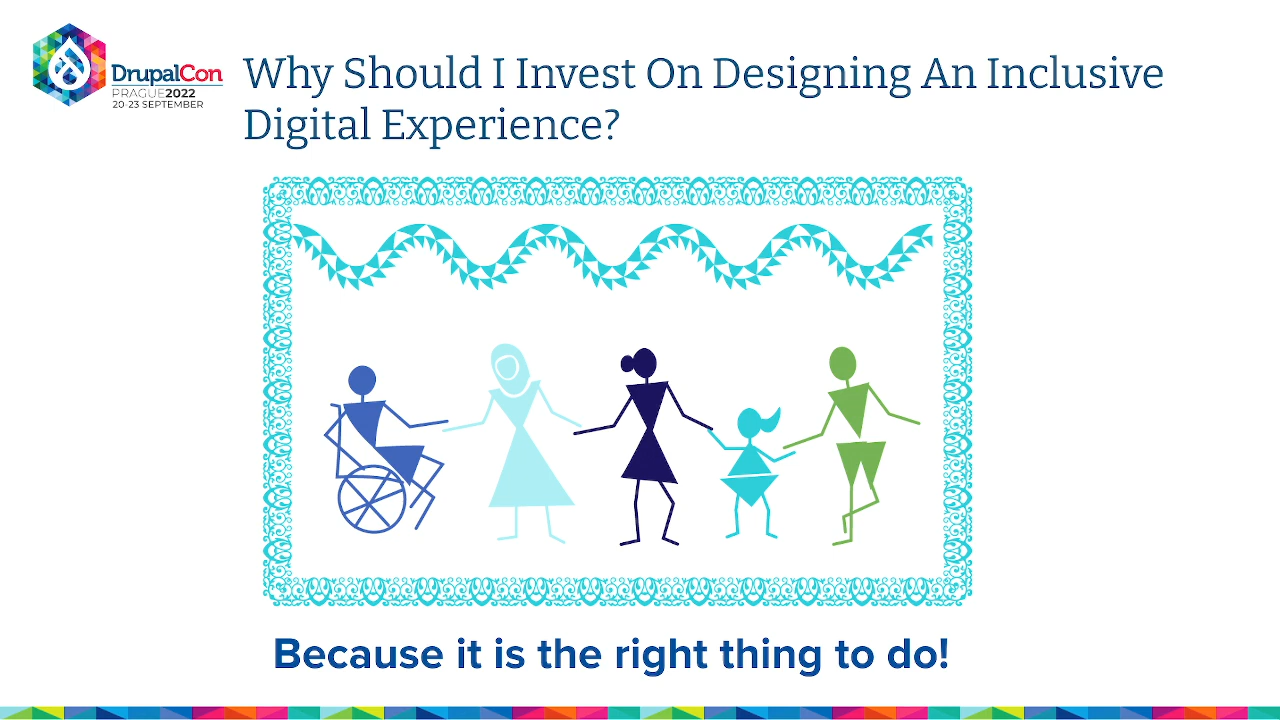 DrupalCon
PRAGUE2022
20-23 SEPTEMBER
Why Should I Invest On Designing An Inclusive
Digital Experience?
Because it is the right thing to do!